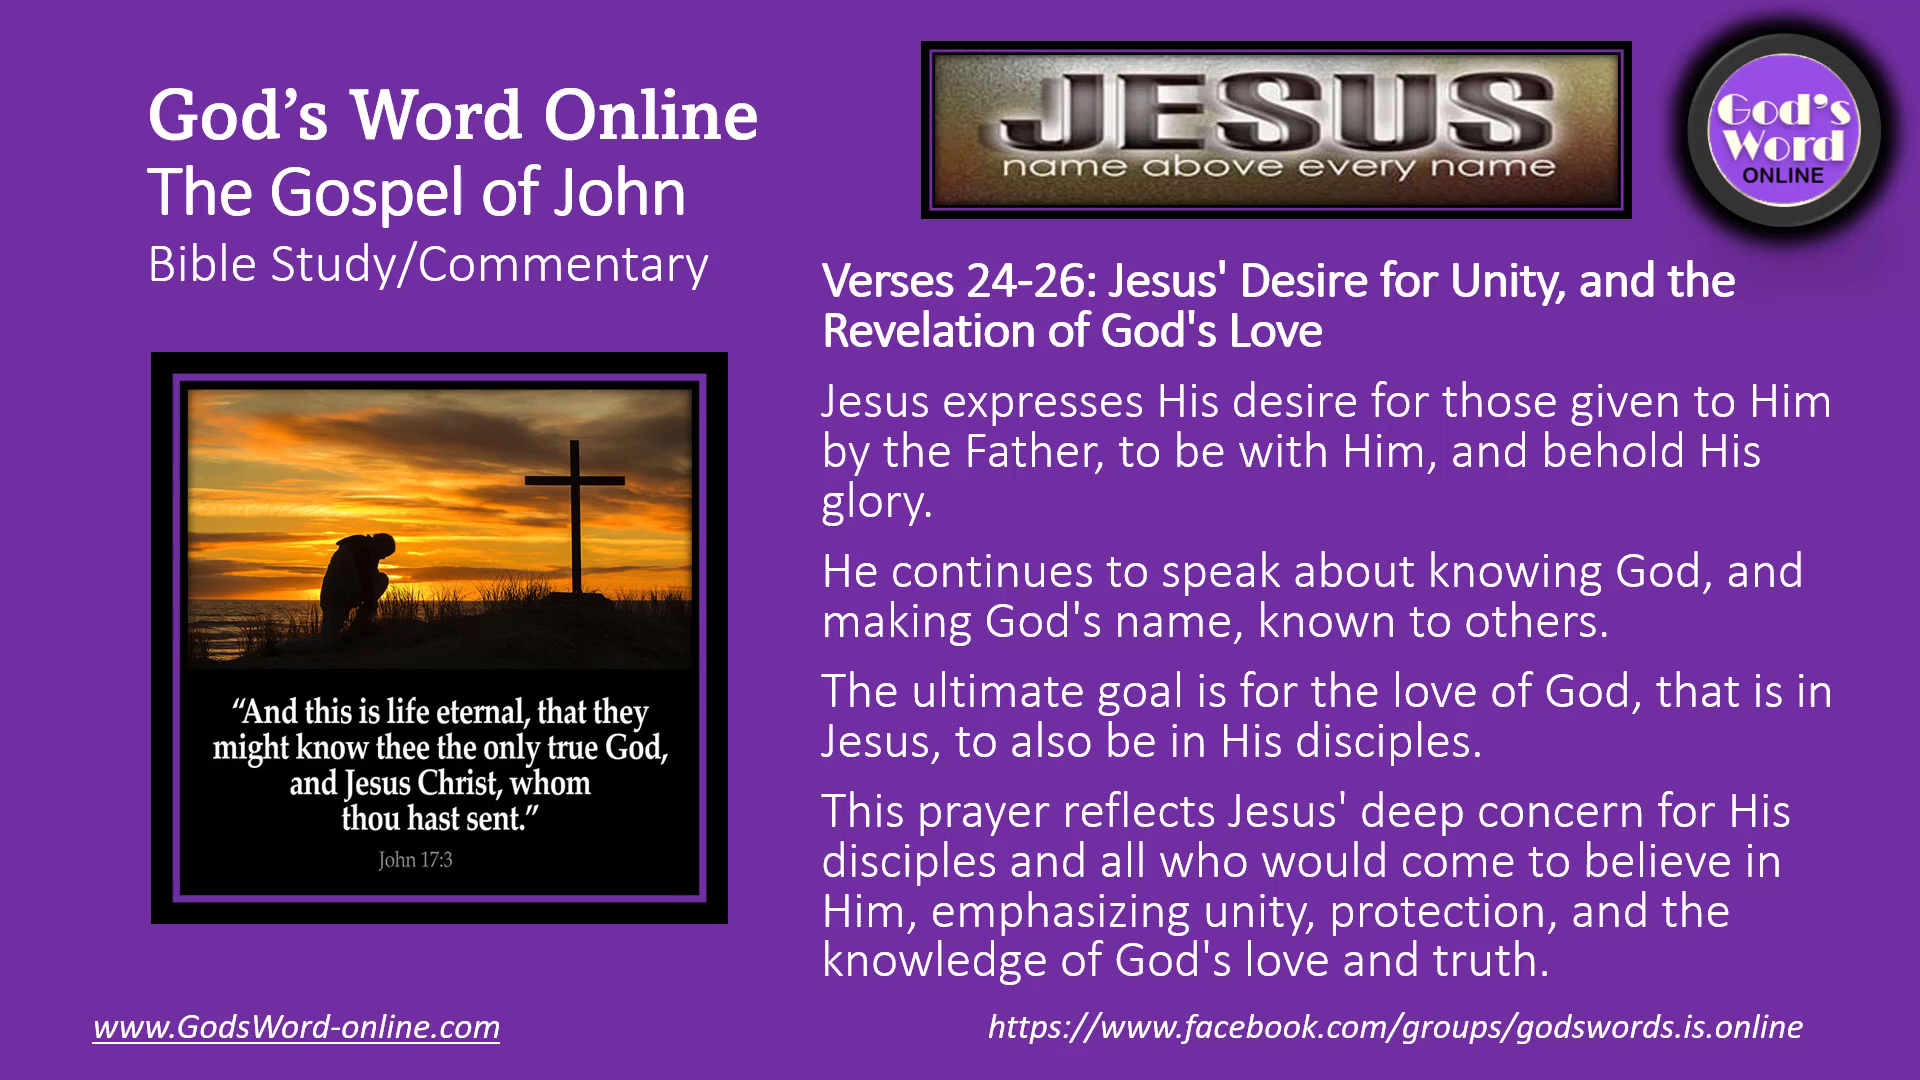 God’s Word Online
The Gospel of John
Bible Study/Commentary
JESUS
name above every name
God's
Word
ONLINE
“And this is life eternal, that they
might know thee the only true God,
and Jesus Christ, whom
thou hast sent.”
John 17:3
Verses 24-26: Jesus' Desire for Unity, and the
Revelation of God's Love
Jesus expresses His desire for those given to Him
by the Father, to be with Him, and behold His
glory.
He continues to speak about knowing God, and
making God's name, known to others.
The ultimate goal is for the love of God, that is in
Jesus, to also be in His disciples.
This prayer reflects Jesus' deep concern for His
disciples and all who would come to believe in
Him, emphasizing unity, protection, and the
knowledge of God's love and truth.
www.GodsWord-online.com
https://www.facebook.com/groups/godswords.is.online